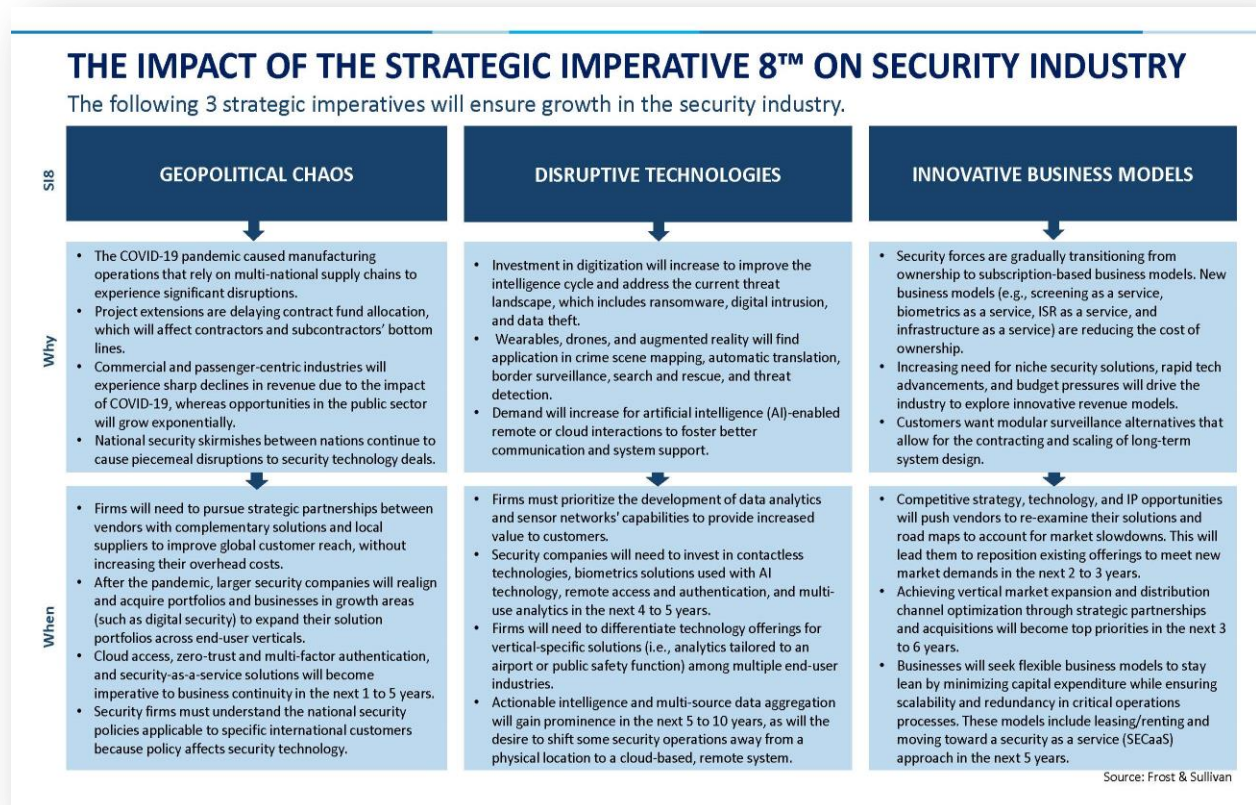 THE IMPACT OF THE STRATEGIC IMPERATIVE 8™ ON SECURITY INDUSTRY
The following 3 strategic imperatives will ensure growth in the security industry.
SI8
GEOPOLITICAL CHAOS
DISRUPTIVE TECHNOLOGIES
INNOVATIVE BUSINESS MODELS
Why
• The COVID-19 pandemic caused manufacturing
operations that rely on multi-national supply chains to
experience significant disruptions.
• Project extensions are delaying contract fund allocation,
which will affect contractors and subcontractors' bottom
lines.
• Commercial and passenger-centric industries will
experience sharp declines in revenue due to the impact
of COVID-19, whereas opportunities in the public sector
will grow exponentially.
• National security skirmishes between nations continue to
cause piecemeal disruptions to security technology deals.
• Investment in digitization will increase to improve the
intelligence cycle and address the current threat
landscape, which includes ransomware, digital intrusion,
and data theft.
• Wearables, drones, and augmented reality will find
application in crime scene mapping, automatic translation,
border surveillance, search and rescue, and threat
detection.
• Demand will increase for artificial intelligence (AI)-enabled
remote or cloud interactions to foster better
communication and system support.
• Security forces are gradually transitioning from
ownership to subscription-based business models. New
business models (e.g., screening as a service,
biometrics as a service, ISR as a service, and
infrastructure as a service) are reducing the cost of
ownership.
• Increasing need for niche security solutions, rapid tech
advancements, and budget pressures will drive the
industry to explore innovative revenue models.
• Customers want modular surveillance alternatives that
allow for the contracting and scaling of long-term
system design.
When
• Firms will need to pursue strategic partnerships between
vendors with complementary solutions and local
suppliers to improve global customer reach, without
increasing their overhead costs.
• After the pandemic, larger security companies will realign
and acquire portfolios and businesses in growth areas
(such as digital security) to expand their solution
portfolios across end-user verticals.
• Cloud access, zero-trust and multi-factor authentication,
and security-as-a-service solutions will become
imperative to business continuity in the next 1 to 5 years.
• Security firms must understand the national security
policies applicable to specific international customers
because policy affects security technology.
• Firms must prioritize the development of data analytics
and sensor networks' capabilities to provide increased
value to customers.
• Security companies will need to invest in contactless
technologies, biometrics solutions used with AI
technology, remote access and authentication, and multi-
use analytics in the next 4 to 5 years.
• Firms will need to differentiate technology offerings for
vertical-specific solutions (i.e., analytics tailored to an
airport or public safety function) among multiple end-user
industries.
• Actionable intelligence and multi-source data aggregation
will gain prominence in the next 5 to 10 years, as will the
desire to shift some security operations away from a
physical location to a cloud-based, remote system.
• Competitive strategy, technology, and IP opportunities
will push vendors to re-examine their solutions and
road maps to account for market slowdowns. This will
lead them to reposition existing offerings to meet new
market demands in the next 2 to 3 years.
• Achieving vertical market expansion and distribution
channel optimization through strategic partnerships
and acquisitions will become top priorities in the next 3
to 6 years.
• Businesses will seek flexible business models to stay
lean by minimizing capital expenditure while ensuring
scalability and redundancy in critical operations
processes. These models include leasing/renting and
moving toward a security as a service (SECaaS)
approach in the next 5 years.
Source: Frost & Sullivan